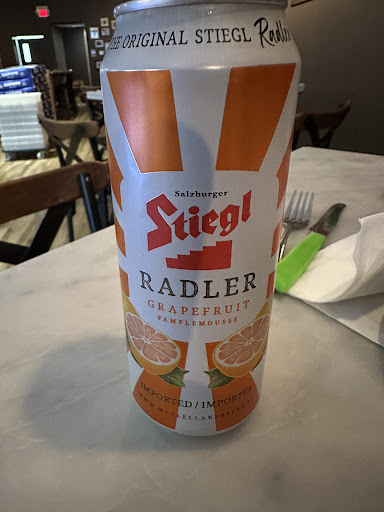 THE ORIGINAL STIEGL Radler
Salzburger
Stiegl
RADLER
GRAPEFRUIT
PAMPLEMOUSSE
IMPORTED / IMPORTÉE